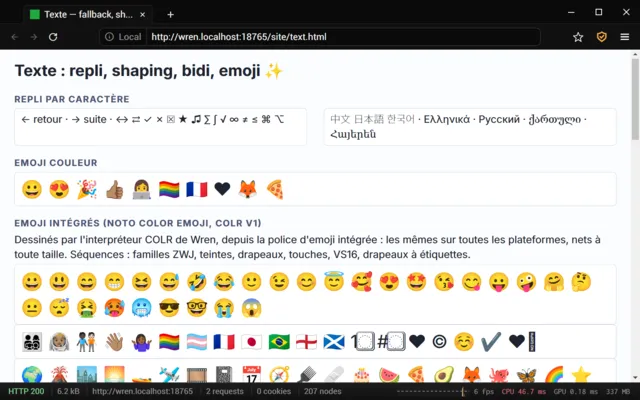 Texte — fallback, sh...
Local http://wren.localhost:18765/site/text.html
Texte : repli, shaping, bidi, emoji ✨
REPLI PAR CARACTÈRE
← retour · → suite · ↔ ⇄ ✓ × ☒ ★ ♫ ∑ ∫ √ ∞ ≠ ≤ ⌘ ⌥
中文 日本語 한국어 · Ελληνικά · Русский · ქართული · Հայերեն
EMOJI COULEUR
EMOJI INTÉGRÉS (NOTO COLOR EMOJI, COLR V1)
Dessinés par l'interpréteur COLR de Wren, depuis la police d'emoji intégrée : les mêmes sur toutes les plateformes, nets à
toute taille. Séquences : familles ZWJ, teintes, drapeaux, touches, VS16, drapeaux à étiquettes.
HTTP 200 6.2 kB http://wren.localhost:18765 2 requests 0 cookies 207 nodes 6 fps CPU 46.7 ms GPU 0.18 ms 337 MB